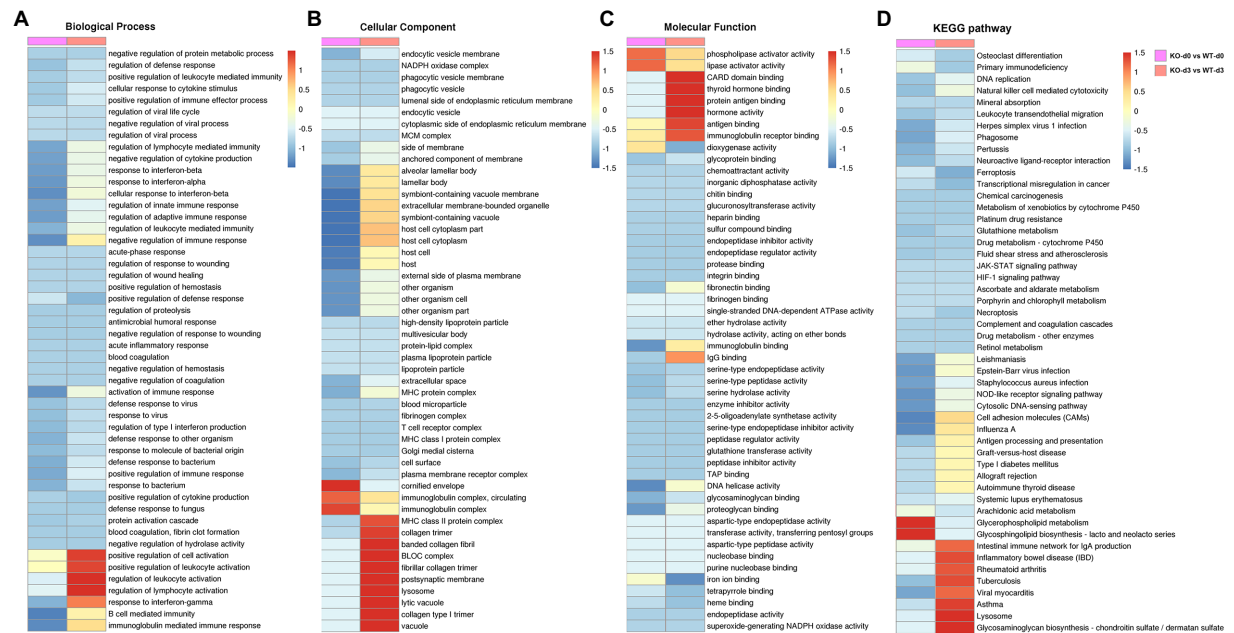 A
Biological Process
negative regulation of protein metabolic process
regulation of defense response
positive regulation of leukocyte mediated immunity
cellular response to cytokine stimulus
positive regulation of immune effector process
regulation of viral life cycle
negative regulation of viral process
regulation of viral process
regulation of lymphocyte mediated immunity
negative regulation of cytokine production
response to interferon-beta
response to interferon-alpha
cellular response to interferon-beta
regulation of innate immune response
regulation of adaptive immune response
regulation of leukocyte mediated immunity
negative regulation of immune response
acute-phase response
regulation of response to wounding
regulation of wound healing
positive regulation of hemostasis
positive regulation of defense response
regulation of proteolysis
antimicrobial humoral response
negative regulation of response to wounding
acute inflammatory response
blood coagulation
negative regulation of hemostasis
negative regulation of coagulation
activation of immune response
defense response to virus
response to virus
regulation of type I interferon production
defense response to other organism
response to molecule of bacterial origin
defense response to bacterium
positive regulation of immune response
response to bacterium
positive regulation of cytokine production
defense response to fungus
protein activation cascade
blood coagulation, fibrin clot formation
negative regulation of hydrolase activity
positive regulation of cell activation
positive regulation of leukocyte activation
regulation of leukocyte activation
regulation of lymphocyte activation
response to interferon-gamma
B cell mediated immunity
immunoglobulin mediated immune response
1
0.5
0
-0.5
-1
B
Cellular Component
endocytic vesicle membrane
NADPH oxidase complex
phagocytic vesicle membrane
phagocytic vesicle
lumenal side of endoplasmic reticulum membrane
endocytic vesicle
cytoplasmic side of endoplasmic reticulum membrane
MCM complex
side of membrane
anchored component of membrane
alveolar lamellar body
lamellar body
symbiont-containing vacuole membrane
extracellular membrane-bounded organelle
symbiont-containing vacuole
host cell cytoplasm part
host cell cytoplasm
host cell
host
external side of plasma membrane
other organism
other organism cell
other organism part
high-density lipoprotein particle
multivesicular body
protein-lipid complex
plasma lipoprotein particle
lipoprotein particle
extracellular space
MHC protein complex
blood microparticle
fibrinogen complex
T cell receptor complex
MHC class I protein complex
Golgi medial cisterna
cell surface
plasma membrane receptor complex
cornified envelope
immunoglobulin complex, circulating
immunoglobulin complex
MHC class II protein complex
collagen trimer
banded collagen fibril
BLOC complex
fibrillar collagen trimer
postsynaptic membrane
lysosome
lytic vacuole
collagen type I trimer
vacuole
1.5
1
0.5
0
-0.5
-1
C
Molecular Function
phospholipase activator activity
lipase activator activity
CARD domain binding
thyroid hormone binding
protein antigen binding
hormone activity
antigen binding
immunoglobulin receptor binding
dioxygenase activity
glycoprotein binding
chemoattractant activity
inorganic diphosphatase activity
chitin binding
glucuronosyltransferase activity
heparin binding
sulfur compound binding
endopeptidase inhibitor activity
endopeptidase regulator activity
protease binding
integrin binding
fibronectin binding
fibrinogen binding
single-stranded DNA-dependent ATPase activity
ether hydrolase activity
hydrolase activity, acting on ether bonds
immunoglobulin binding
IgG binding
serine-type endopeptidase activity
serine-type peptidase activity
serine hydrolase activity
enzyme inhibitor activity
2-5-oligoadenylate synthetase activity
serine-type endopeptidase inhibitor activity
peptidase regulator activity
glutathione transferase activity
peptidase inhibitor activity
TAP binding
DNA helicase activity
glycosaminoglycan binding
proteoglycan binding
aspartic-type endopeptidase activity
transferase activity, transferring pentosyl groups
aspartic-type peptidase activity
nucleobase binding
purine nucleobase binding
iron ion binding
tetrapyrrole binding
heme binding
endopeptidase activity
superoxide-generating NADPH oxidase activity
1.5
1
0.5
0
-0.5
-1
D
KEGG pathway
Osteoclast differentiation
Primary immunodeficiency
DNA replication
Natural killer cell mediated cytotoxicity
Mineral absorption
Leukocyte transendothelial migration
Herpes simplex virus 1 infection
Phagosome
Pertussis
Neuroactive ligand-receptor interaction
Ferroptosis
Transcriptional misregulation in cancer
Chemical carcinogenesis
Metabolism of xenobiotics by cytochrome P450
Platinum drug resistance
Glutathione metabolism
Drug metabolism - cytochrome P450
Fluid shear stress and atherosclerosis
JAK-STAT signaling pathway
HIF-1 signaling pathway
Ascorbate and aldarate metabolism
Porphyrin and chlorophyll metabolism
Necroptosis
Complement and coagulation cascades
Drug metabolism - other enzymes
Retinol metabolism
Leishmaniasis
Epstein-Barr virus infection
Staphylococcus aureus infection
NOD-like receptor signaling pathway
Cytosolic DNA-sensing pathway
Cell adhesion molecules (CAMs)
Influenza A
Antigen processing and presentation
Graft-versus-host disease
Type I diabetes mellitus
Allograft rejection
Autoimmune thyroid disease
Systemic lupus erythematosus
Arachidonic acid metabolism
Glycerophospholipid metabolism
Glycosphingolipid biosynthesis - lacto and neolacto series
Intestinal immune network for IgA production
Inflammatory bowel disease (IBD)
Rheumatoid arthritis
Tuberculosis
Viral myocarditis
Asthma
Lysosome
Glycosaminoglycan biosynthesis - chondroitin sulfate / dermatan sulfate
1.5
1
0.5
0
-0.5
-1
KO-d0 vs WT-d0
KO-d3 vs WT-d3